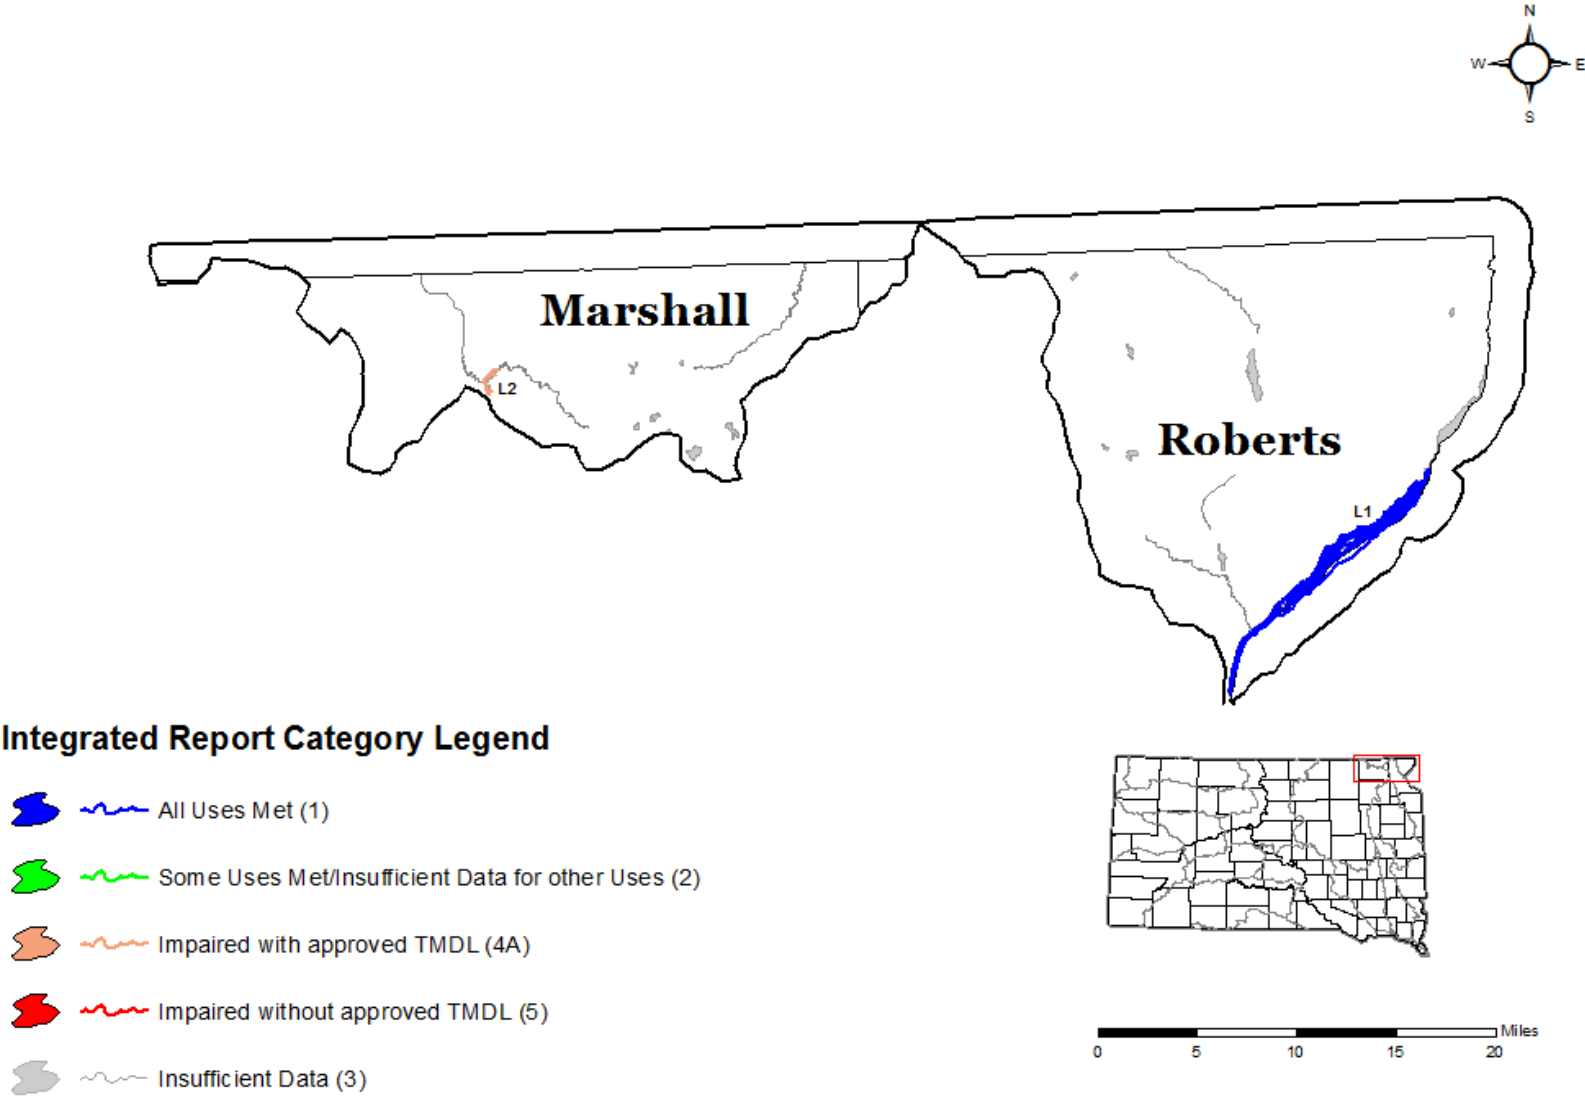 N
W E
S
Marshall
L2
Roberts
L1
Integrated Report Category Legend
All Uses Met (1)
Some Uses Met/Insufficient Data for other Uses (2)
Impaired with approved TMDL (4A)
Impaired without approved TMDL (5)
Insufficient Data (3)
Miles
0 5 10 15 20